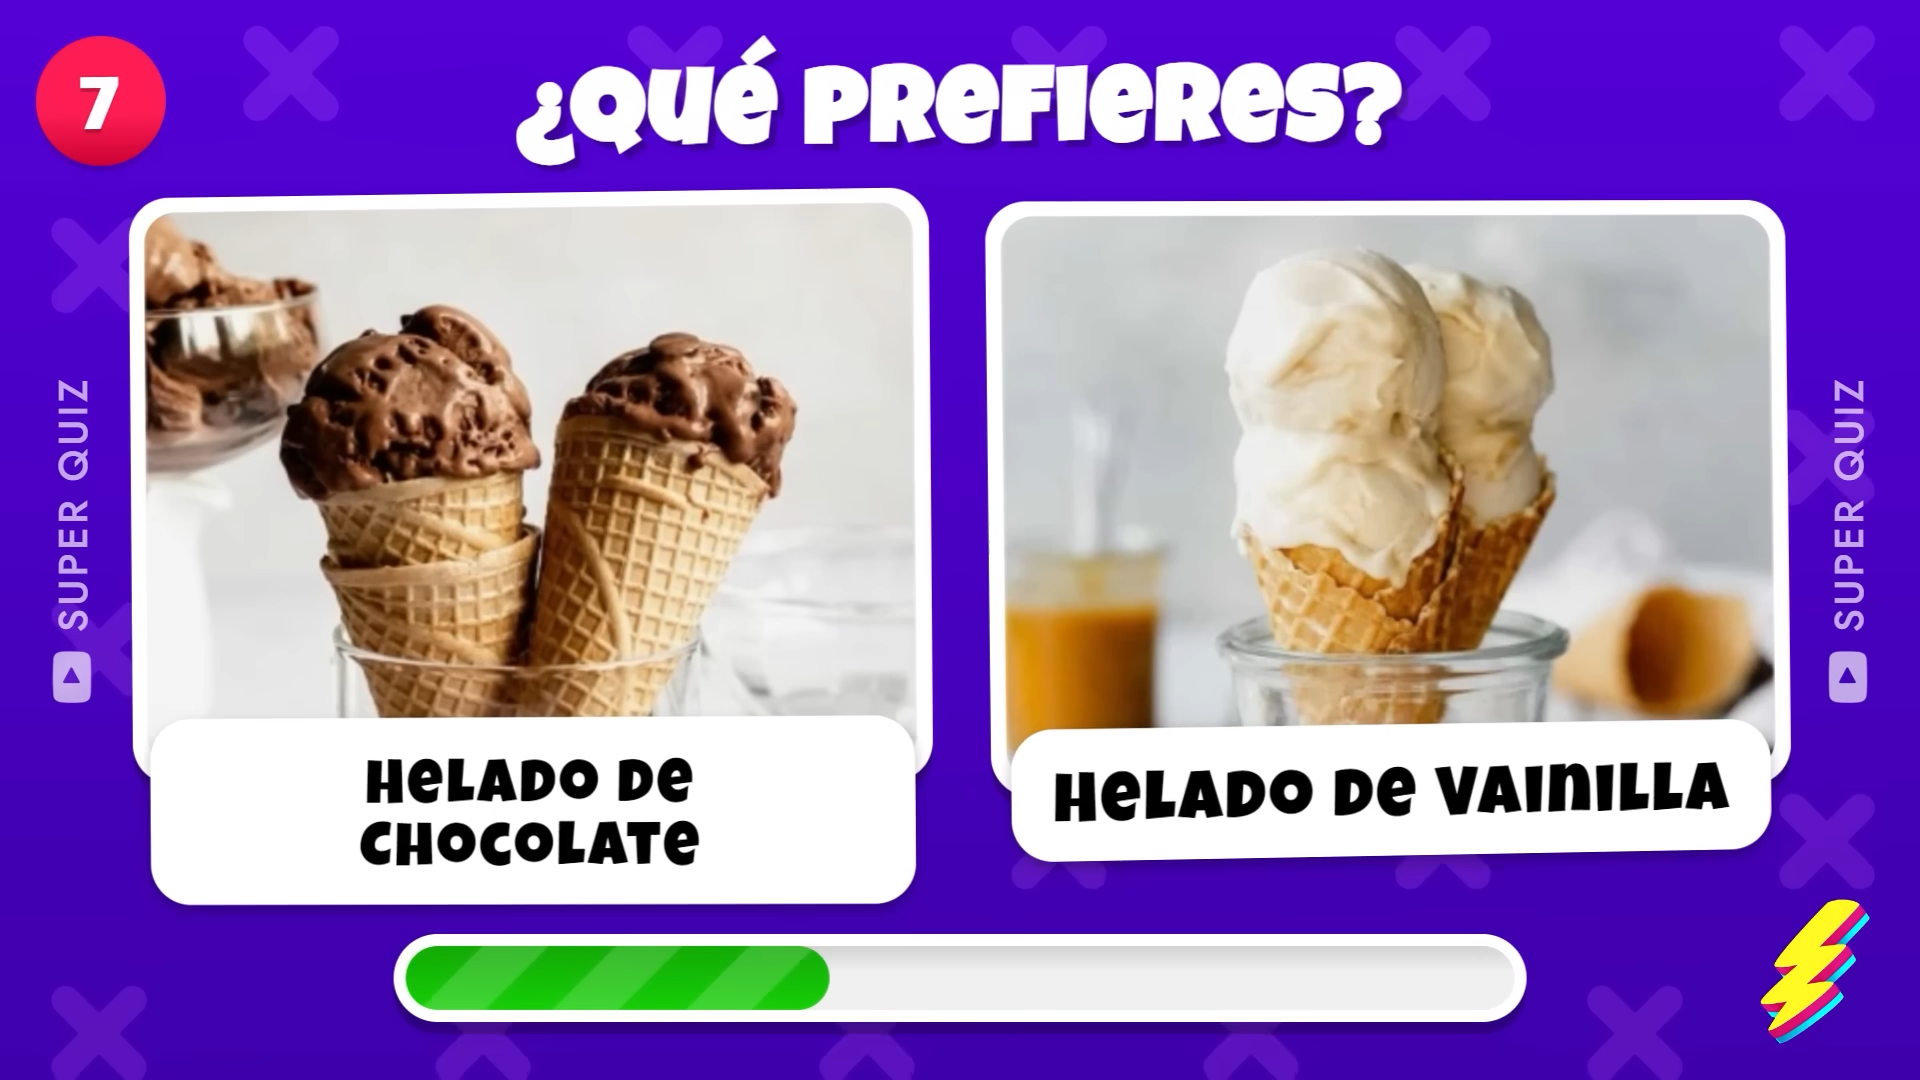 7
¿QUÉ PREFIERES?
SUPER QUIZ
HELADO DE
CHOCOLATE
HELADO DE VAINILLA
SUPER QUIZ